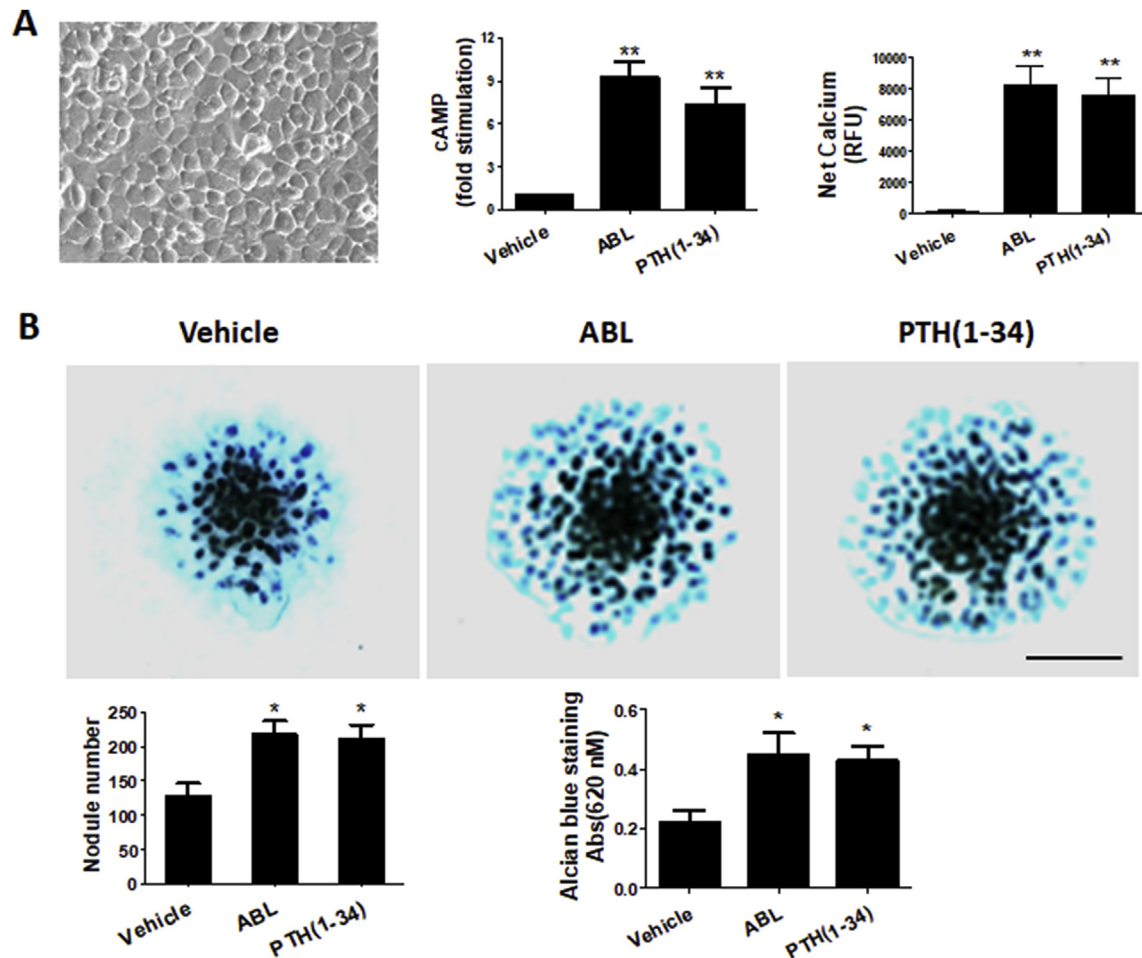 A
cAMP
(fold stimulation)
12
9
6
3
0
**
**
Vehicle
ABL
PTH(1-34)
Net Calcium
(RFU)
10000
8000
6000
4000
2000
0
**
**
Vehicle
ABL
PTH(1-34)
B
Vehicle
ABL
PTH(1-34)
Nodule number
250
200
150
100
50
0
*
*
Vehicle
ABL
PTH(1-34)
Alcian blue staining
Abs(620 nM)
0.6
0.4
0.2
0.0
*
*
Vehicle
ABL
PTH(1-34)